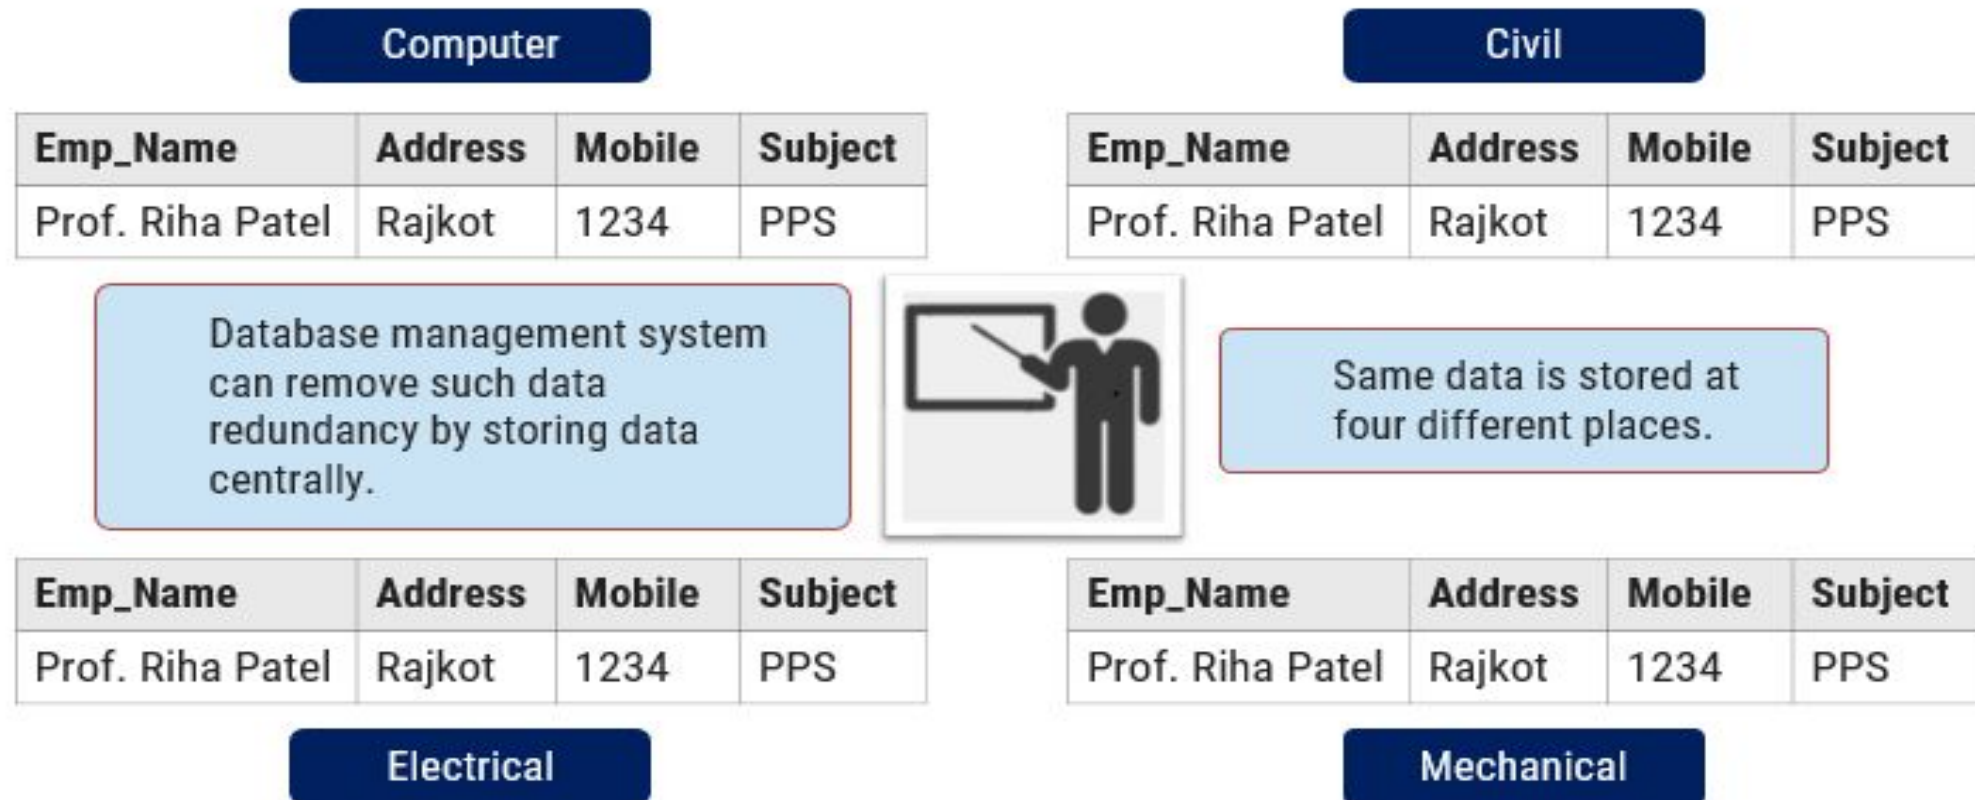 Computer
Civil
Emp_Name Address Mobile Subject
Prof. Riha Patel Rajkot 1234 PPS
Emp_Name Address Mobile Subject
Prof. Riha Patel Rajkot 1234 PPS
Database management system
can remove such data
redundancy by storing data
centrally.
Same data is stored at
four different places.
Emp_Name Address Mobile Subject
Prof. Riha Patel Rajkot 1234 PPS
Emp_Name Address Mobile Subject
Prof. Riha Patel Rajkot 1234 PPS
Electrical
Mechanical